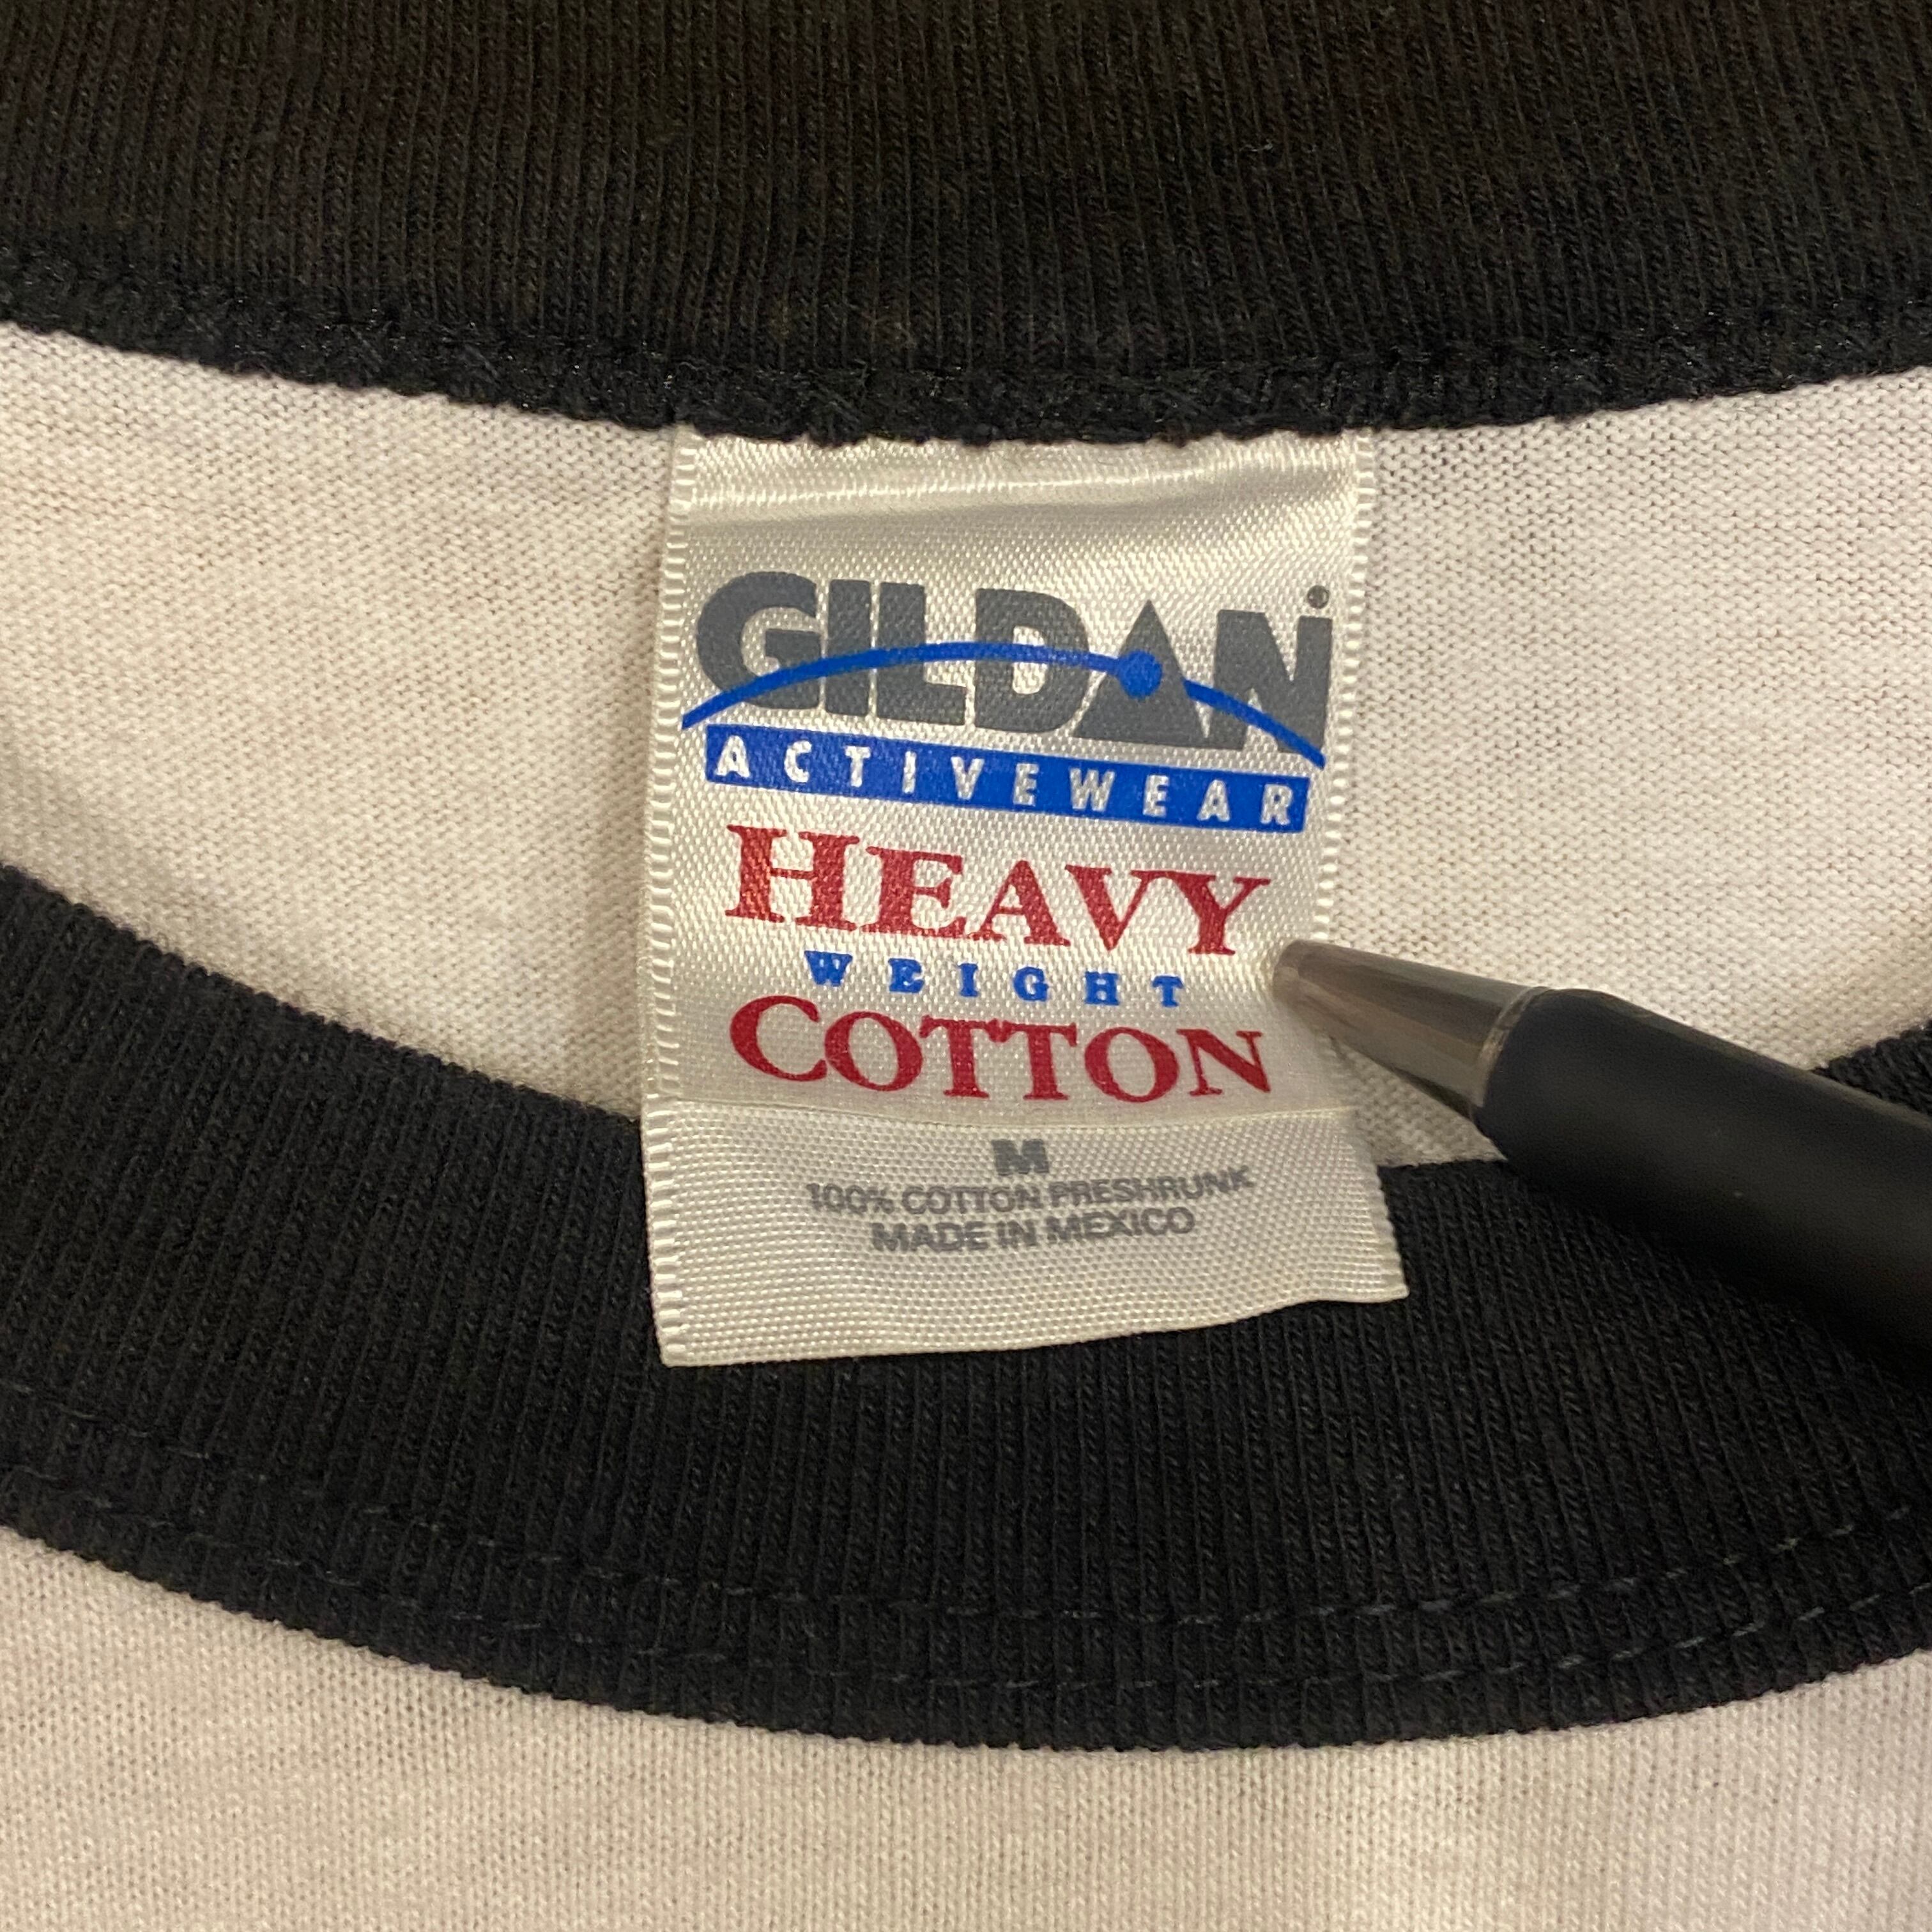 GILDAN
ACTIVEWEAR
HEAVY
WEIGHT
COTTON
M
100% COTTON PRESHRUNK
MADE IN MEXICO